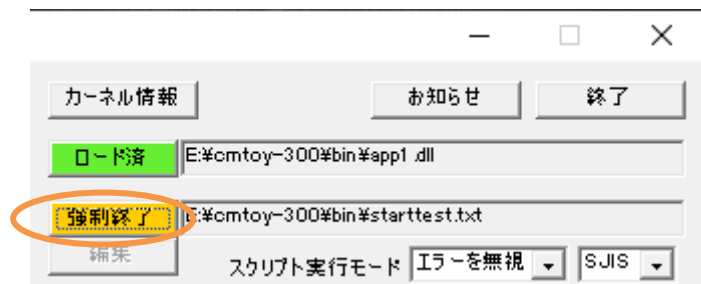 カーネル情報 お知らせ 終了
ロード済 E:¥cmtoy-300¥bin¥app1.dll
強制終了 E:¥cmtoy-300¥bin¥starttest.txt
編集 スクリプト実行モード エラーを無視 SJIS